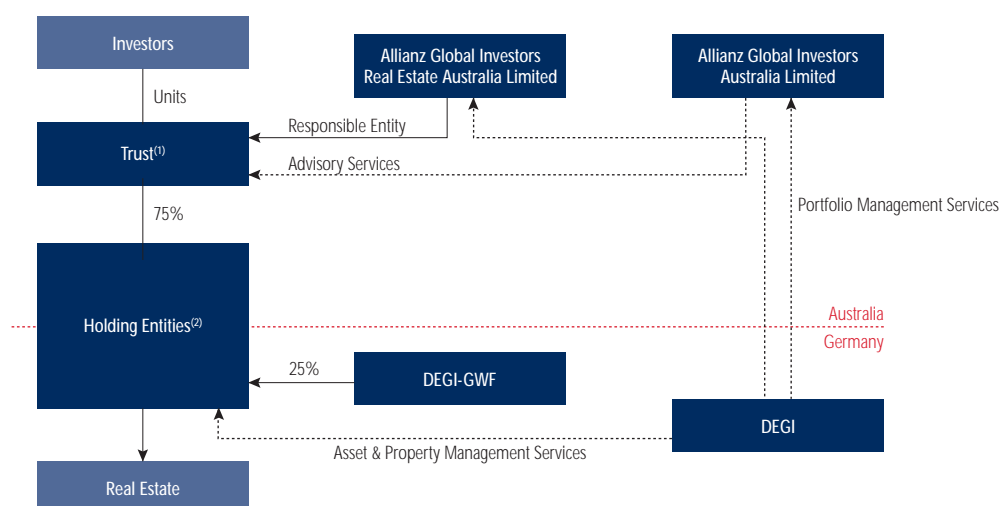 Investors
Allianz Global Investors
Real Estate Australia Limited
Allianz Global Investors
Australia Limited
Units
Responsible Entity
Trust(1)
Advisory Services
75%
Portfolio Management Services
Holding Entities(2)
Australia
Germany
25%
DEGI-GWF
DEGI
Asset & Property Management Services
Real Estate